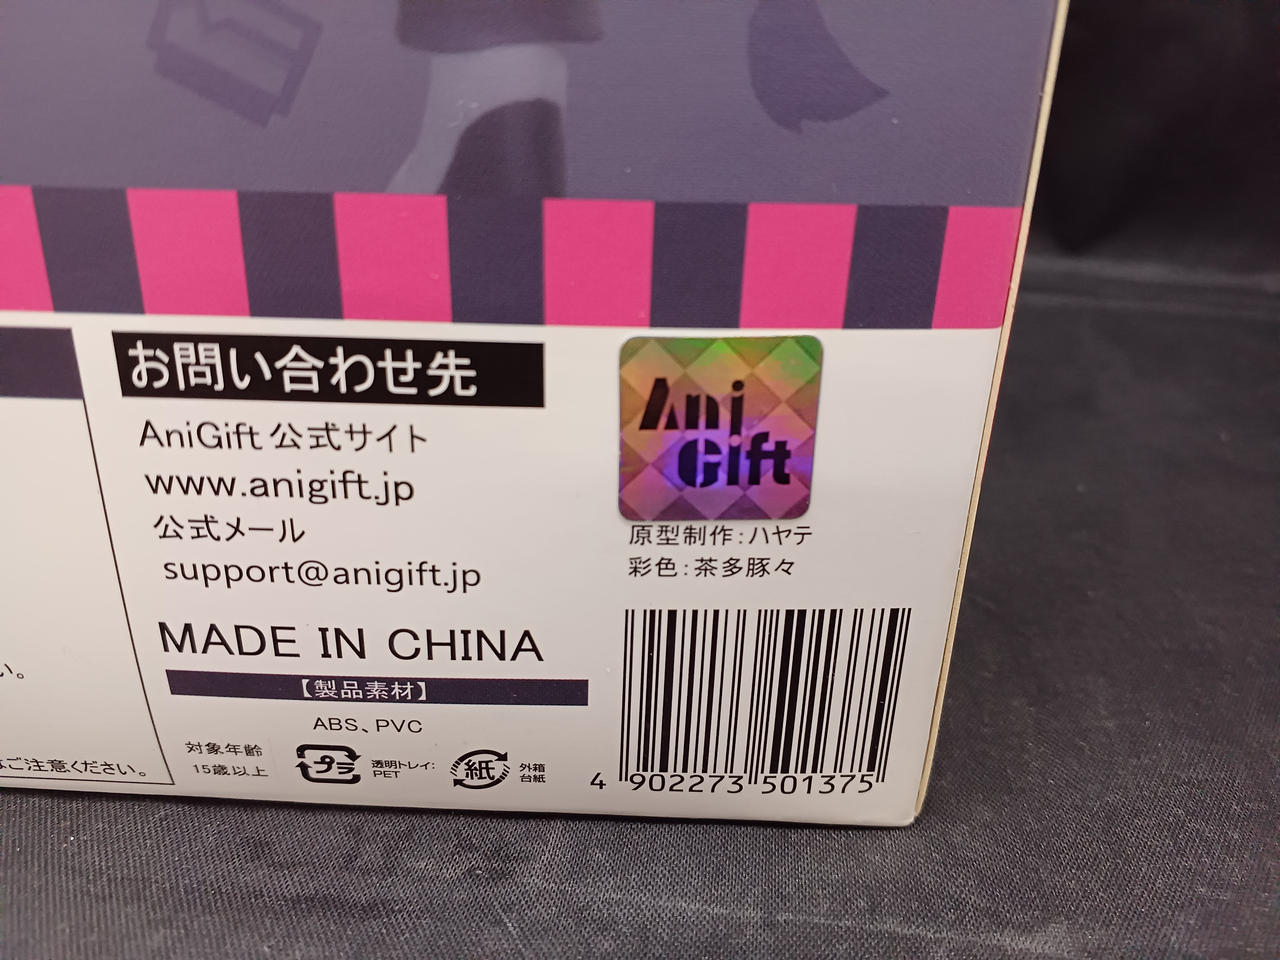 お問い合わせ先
AniGift 公式サイト
www.anigift.jp
公式メール
support@anigift.jp
MADE IN CHINA
【製品素材】
ABS、PVC
対象年齢
15歳以上
プラ
透明トレイ:
PET
紙
外箱
台紙
Ani
Gift
原型制作:ハヤテ
彩色:茶多豚々
4 902273 501375
い。
ご注意ください。